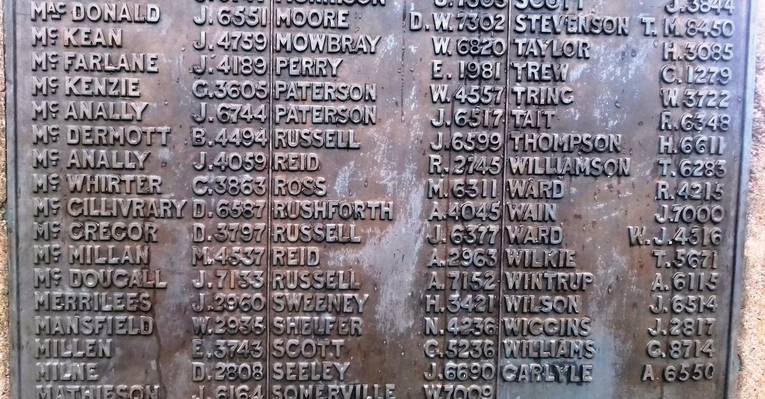 MAC DONALD J.6551 MOORE D.W.7302 STEVENSON T.M.8450
MC KEAN J.4759 MOWBRAY W.6820 TAYLOR H.3085
MC FARLANE J.4189 PERRY E.1981 TREW C.1279
MC KENZIE G.3605 PATERSON W.4557 TRING W.3722
MC ANALLY J.6744 PATERSON J.6517 TAIT R.6348
MC DERMOTT B.4494 RUSSELL J.6599 THOMPSON H.6611
MC ANALLY J.4059 REID R.2745 WILLIAMSON T.6283
MC WHIRTER C.3863 ROSS M.6311 WARD R.4215
MC GILLIVRARY D.6587 RUSHFORTH A.4045 WAIN J.7000
MC GREGOR D.3797 RUSSELL J.6377 WARD W.J.4316
MC MILLAN M.4537 REID A.2963 WILKIE T.5671
MC DOUGALL J.7133 RUSSELL A.7152 WINTRUP A.6115
MERRILEES J.2960 SWEENEY H.3421 WILSON J.6514
MANSFIELD W.2935 SHELFER N.4236 WIGGINS J.2817
MILLEN E.3743 SCOTT C.5236 WILLIAMS G.8714
MILNE D.2808 SEELEY J.6690 CARLYLE A 6550
MATHIESON J.6164 SOMERVILLE W7009